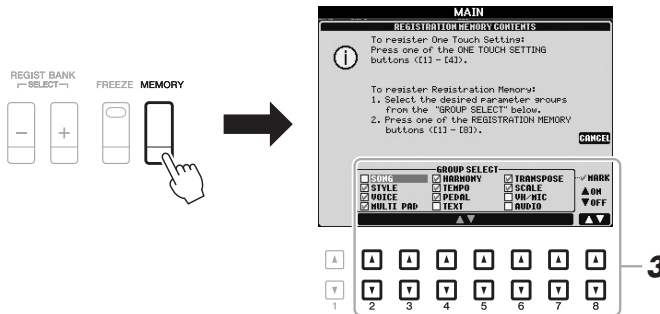 REGIST BANK
SELECT
FREEZE MEMORY
MAIN
REGISTRATION MEMORY CONTENTS
To register One Touch Setting:
Press one of the ONE TOUCH SETTING
buttons ([1] - [4]).
To register Registration Memory:
1. Select the desired parameter groups
from the "GROUP SELECT" below.
2. Press one of the REGISTRATION MEMORY
buttons ([1] - [8]).
CANCEL
GROUP SELECT
SONG HARMONY TRANSPOSE MARK
STYLE TEMPO SCALE ▲ON
VOICE PEDAL VH/MIC ▼OFF
MULTI PAD TEXT AUDIO
3
1 2 3 4 5 6 7 8